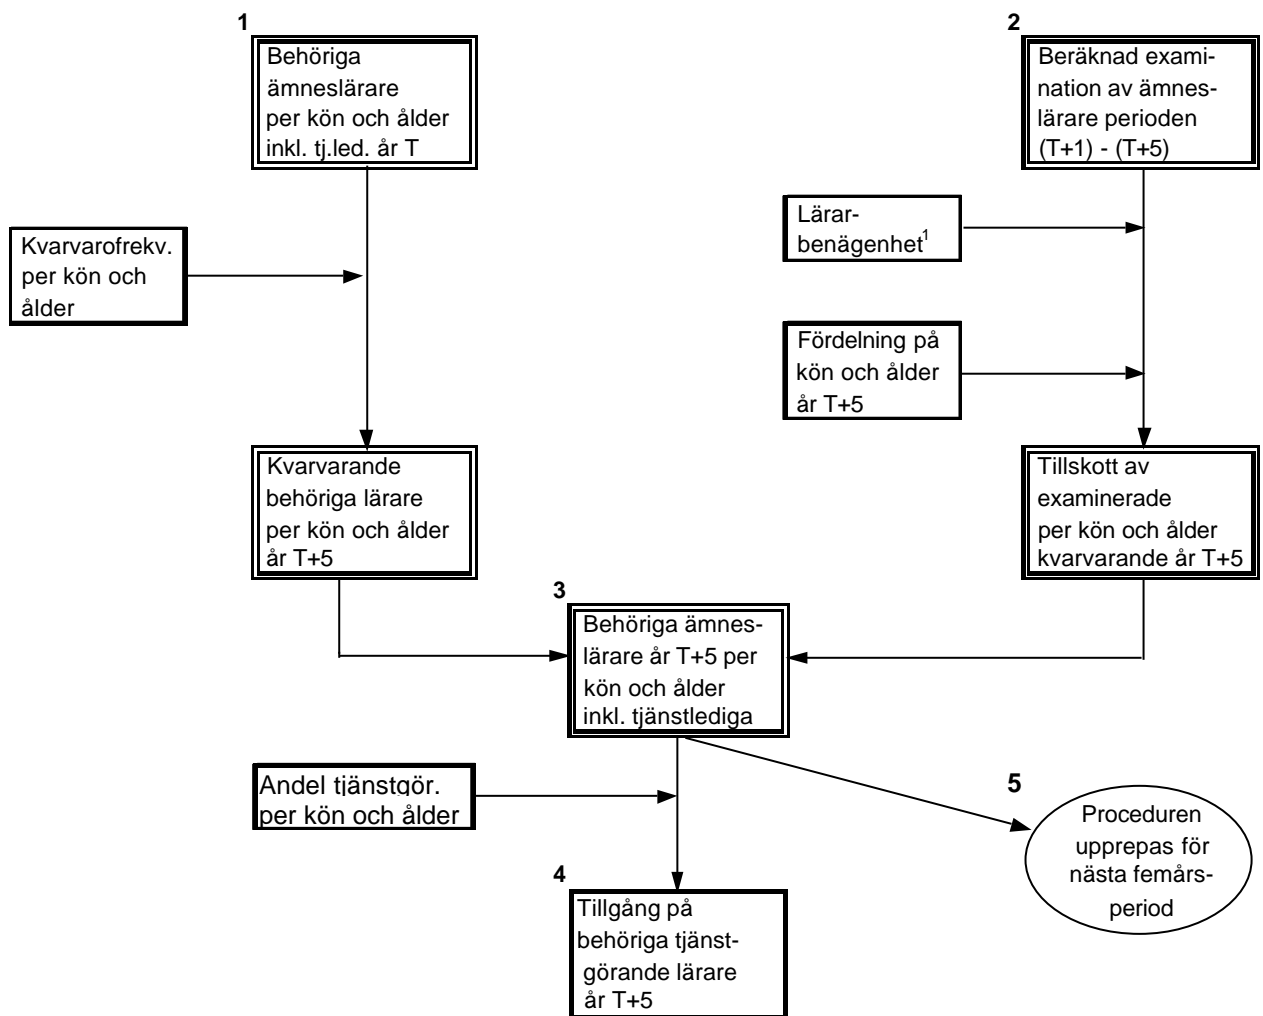 1
Behöriga
ämneslärare
per kön och ålder
inkl. tj.led. år T
2
Beräknad exami-
nation av ämnes-
lärare perioden
(T+1) - (T+5)
Lärar-
benägenhet1
Kvarvarofrekv.
per kön och
ålder
Fördelning på
kön och ålder
år T+5
Kvarvarande
behöriga lärare
per kön och ålder
år T+5
Tillskott av
examinerade
per kön och ålder
kvarvarande år T+5
3
Behöriga ämnes-
lärare år T+5 per
kön och ålder
inkl. tjänstlediga
Andel tjänstgör.
per kön och ålder
5
Proceduren
upprepas för
nästa femårs-
period
4
Tillgång på
behöriga tjänst-
görande lärare
år T+5